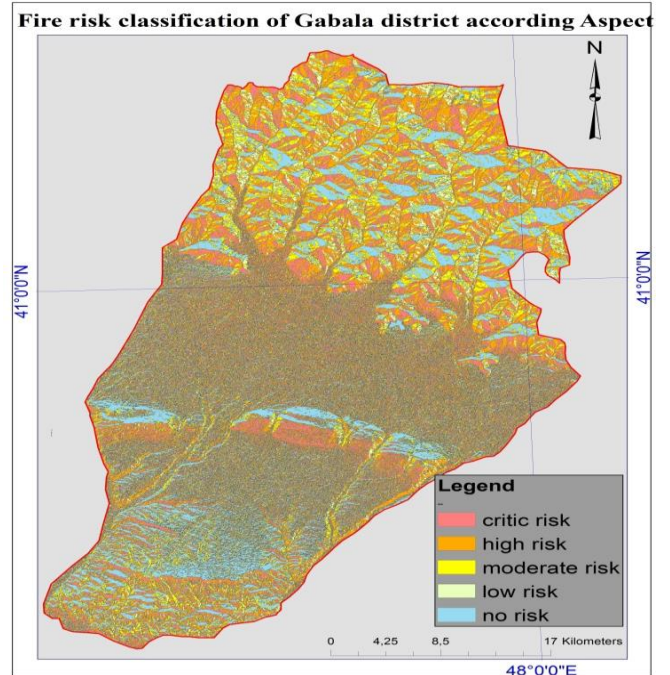 Fire risk classification of Gabala district according Aspect
N
41°0'0"N
41°0'0"N
Legend
critic risk
high risk
moderate risk
low risk
no risk
0 4,25 8,5 17 Kilometers
48°0'0"E